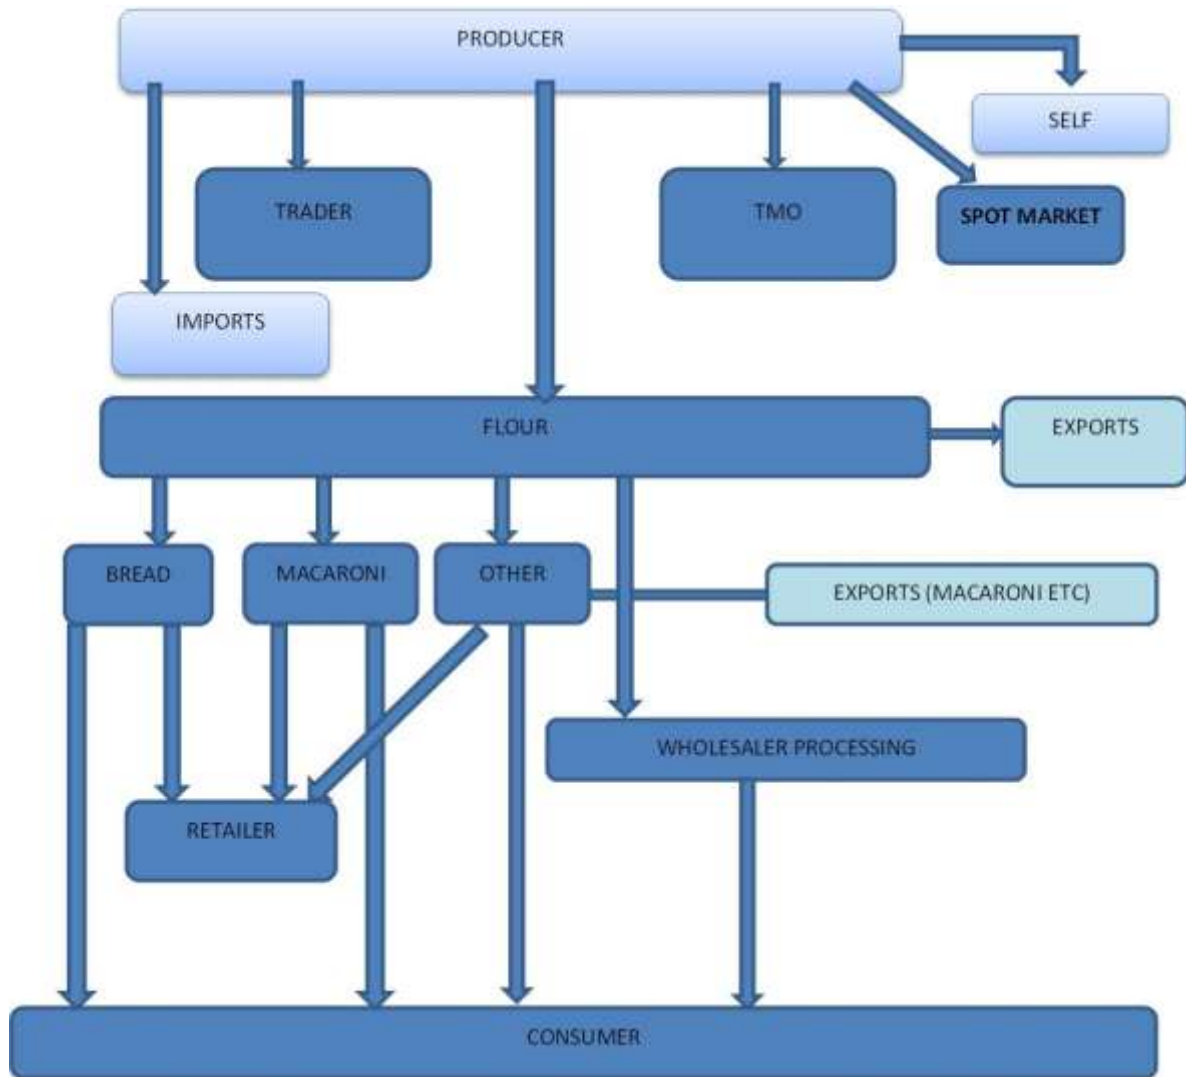 PRODUCER
SELF
TRADER
TMO
SPOT MARKET
IMPORTS
FLOUR
EXPORTS
BREAD
MACARONI
OTHER
EXPORTS (MACARONI ETC)
WHOLESALER PROCESSING
RETAILER
CONSUMER